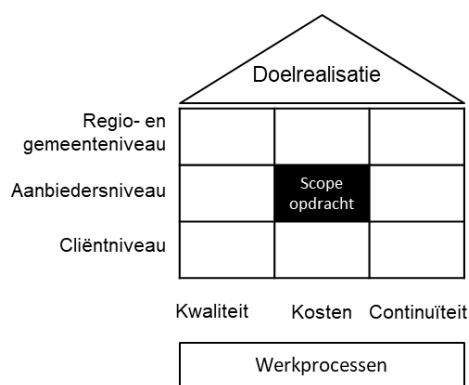 Doelrealisatie
Regio- en
gemeenteniveau
Aanbiedersniveau
Scope
opdracht
Cliëntniveau
Kwaliteit Kosten Continuïteit
Werkprocessen